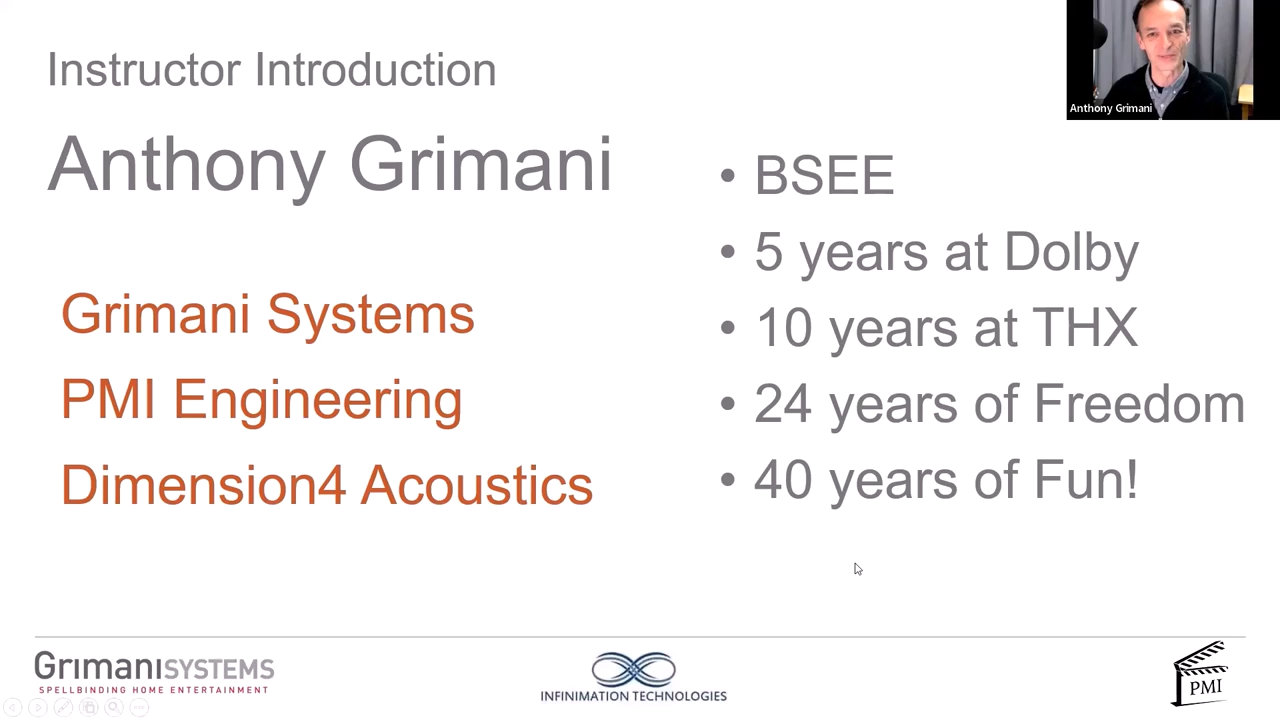 Instructor Introduction
Anthony Grimani
Grimani Systems
PMI Engineering
Dimension4 Acoustics
• BSEE
• 5 years at Dolby
• 10 years at THX
• 24 years of Freedom
• 40 years of Fun!
Anthony Grimani
GrimaniSYSTEMS
SPELLBINDING HOME ENTERTAINMENT
INFINIMATION TECHNOLOGIES
PMI